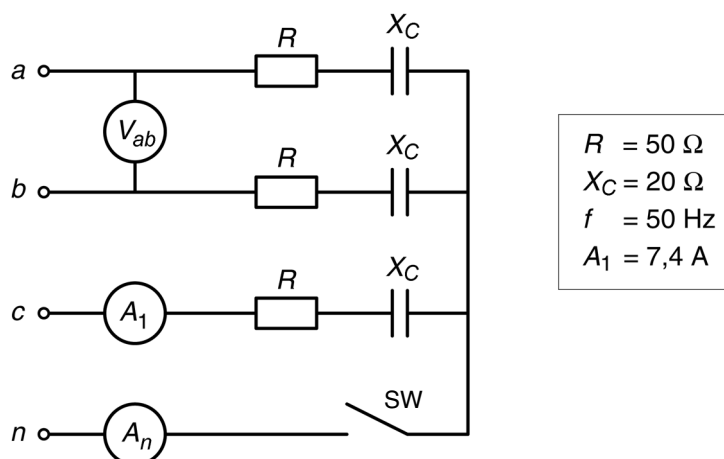 X_C
R
a
V_ab
X_C
R
b
X_C
R
c
A_1
SW
n
A_n
R = 50 Ω
X_C = 20 Ω
f = 50 Hz
A_1 = 7,4 A